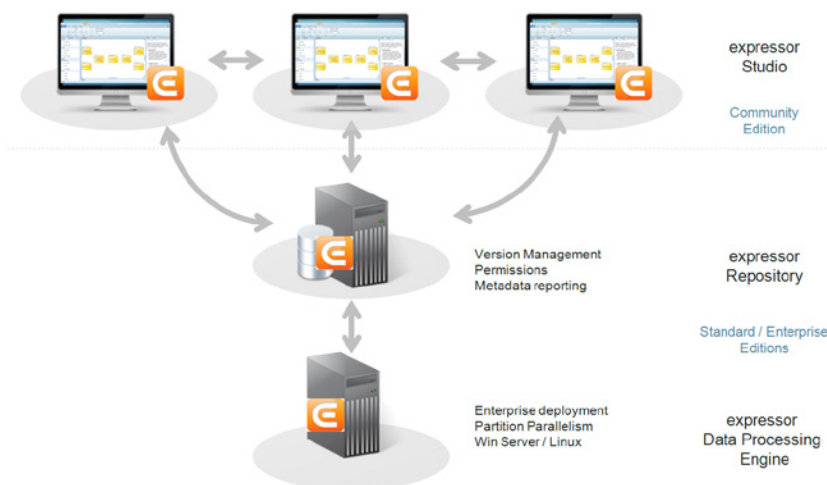 expressor
Studio
Community
Edition
Version Management
Permissions
Metadata reporting
expressor
Repository
Standard / Enterprise
Editions
Enterprise deployment
Partition Parallelism
Win Server / Linux
expressor
Data Processing
Engine